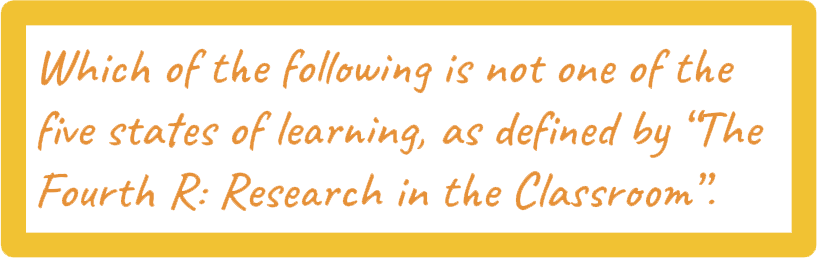 Which of the following is not one of the
five states of learning, as defined by “The
Fourth R: Research in the Classroom”.